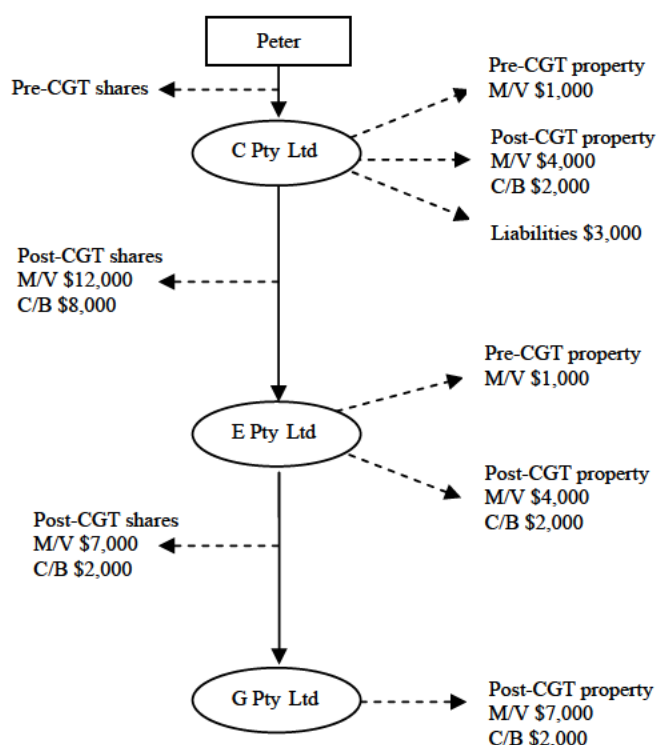 Peter
Pre-CGT shares
Pre-CGT property
M/V $1,000
C Pty Ltd
Post-CGT property
M/V $4,000
C/B $2,000
Liabilities $3,000
Post-CGT shares
M/V $12,000
C/B $8,000
Pre-CGT property
M/V $1,000
E Pty Ltd
Post-CGT property
M/V $4,000
C/B $2,000
Post-CGT shares
M/V $7,000
C/B $2,000
G Pty Ltd
Post-CGT property
M/V $7,000
C/B $2,000